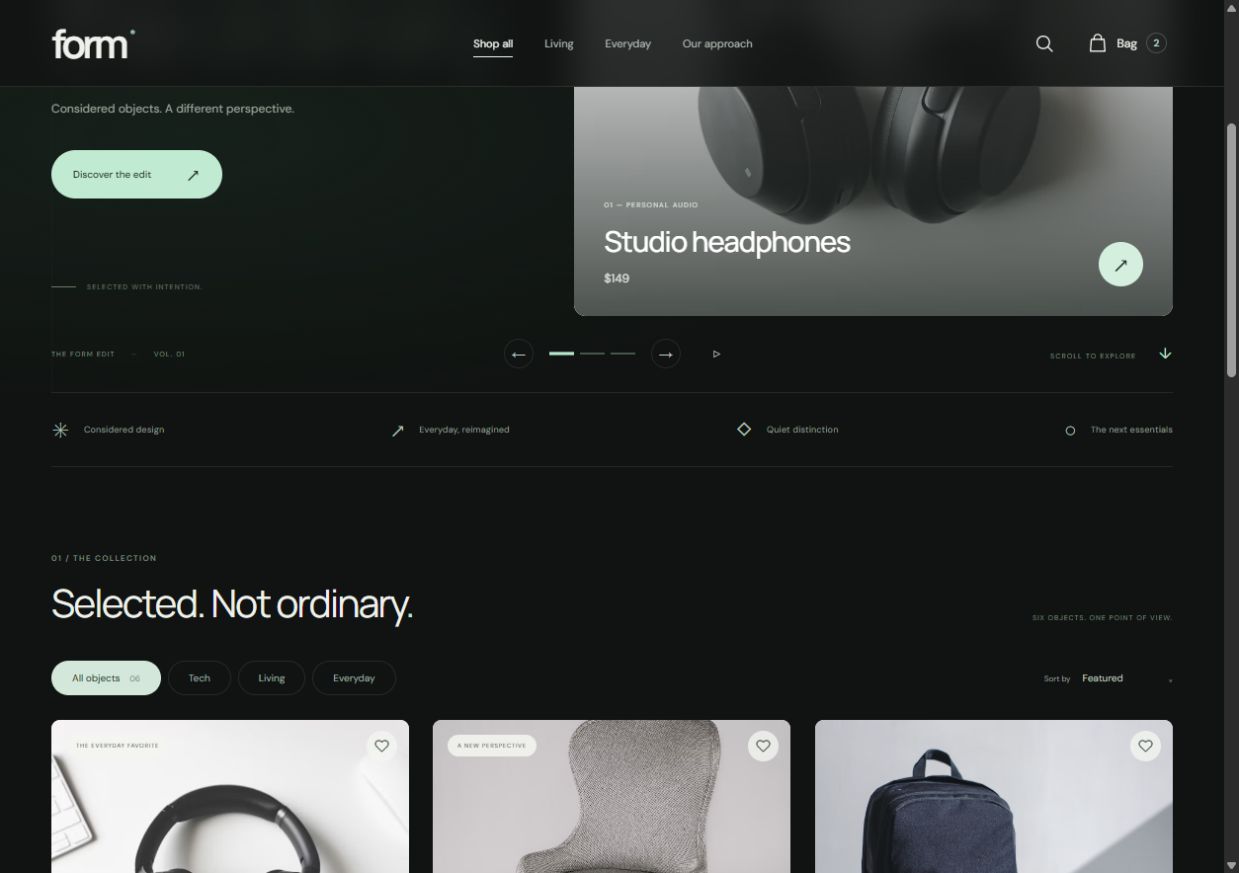 form
Shop all
Living
Everyday
Our approach
Bag 2
Considered objects. A different perspective.
Discover the edit
01 — PERSONAL AUDIO
Studio headphones
$149
SELECTED WITH INTENTION.
THE FORM EDIT — VOL. 01
SCROLL TO EXPLORE
Considered design
Everyday, reimagined
Quiet distinction
The next essentials
01 / THE COLLECTION
Selected. Not ordinary.
SIX OBJECTS. ONE POINT OF VIEW.
All objects 06
Tech
Living
Everyday
Sort by Featured
THE EVERYDAY FAVORITE
A NEW PERSPECTIVE